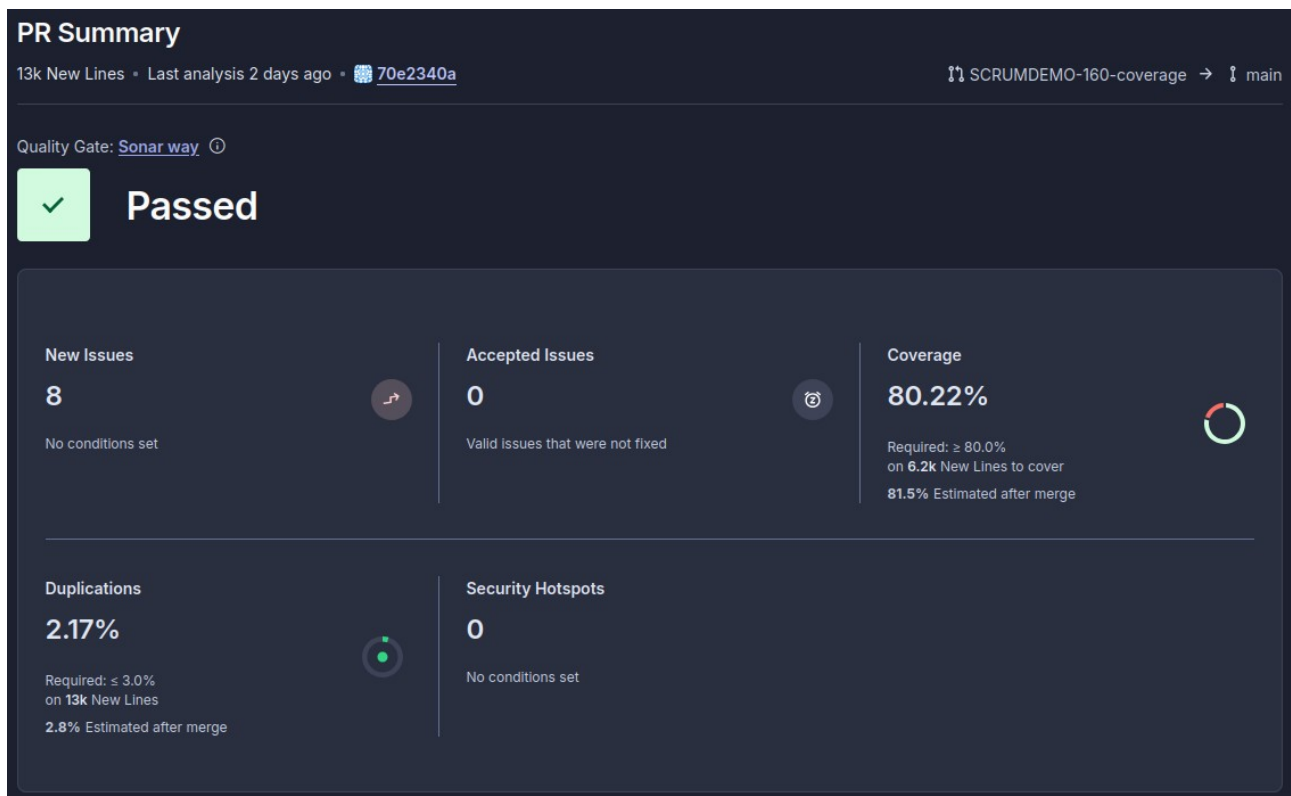 PR Summary
13k New Lines • Last analysis 2 days ago • 70e2340a
SCRUMDEMO-160-coverage → main
Quality Gate: Sonar way
Passed
New Issues
8
No conditions set
Accepted Issues
0
Valid issues that were not fixed
Coverage
80.22%
Required: ≥ 80.0%
on 6.2k New Lines to cover
81.5% Estimated after merge
Duplications
2.17%
Required: ≤ 3.0%
on 13k New Lines
2.8% Estimated after merge
Security Hotspots
0
No conditions set